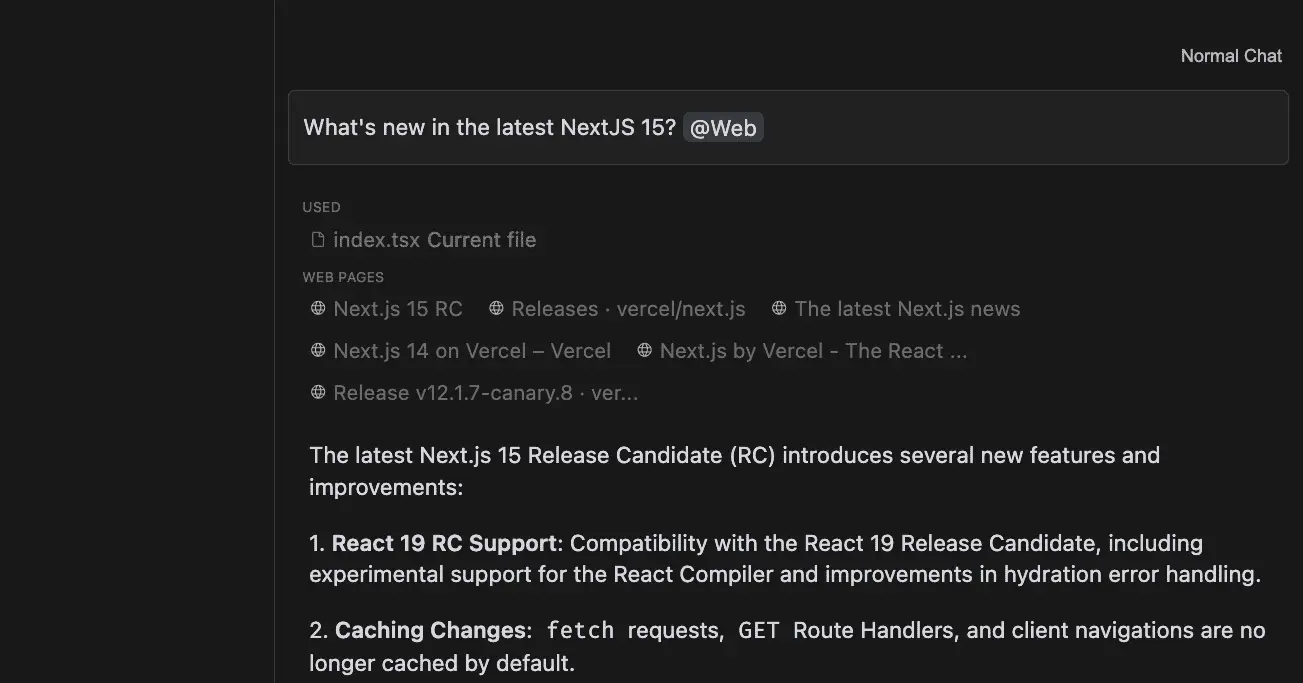 Normal Chat
What's new in the latest NextJS 15? @Web
USED
index.tsx Current file
WEB PAGES
Next.js 15 RC Releases · vercel/next.js The latest Next.js news
Next.js 14 on Vercel – Vercel Next.js by Vercel - The React ...
Release v12.1.7-canary.8 · ver...
The latest Next.js 15 Release Candidate (RC) introduces several new features and
improvements:
1. React 19 RC Support: Compatibility with the React 19 Release Candidate, including
experimental support for the React Compiler and improvements in hydration error handling.
2. Caching Changes: fetch requests, GET Route Handlers, and client navigations are no
longer cached by default.